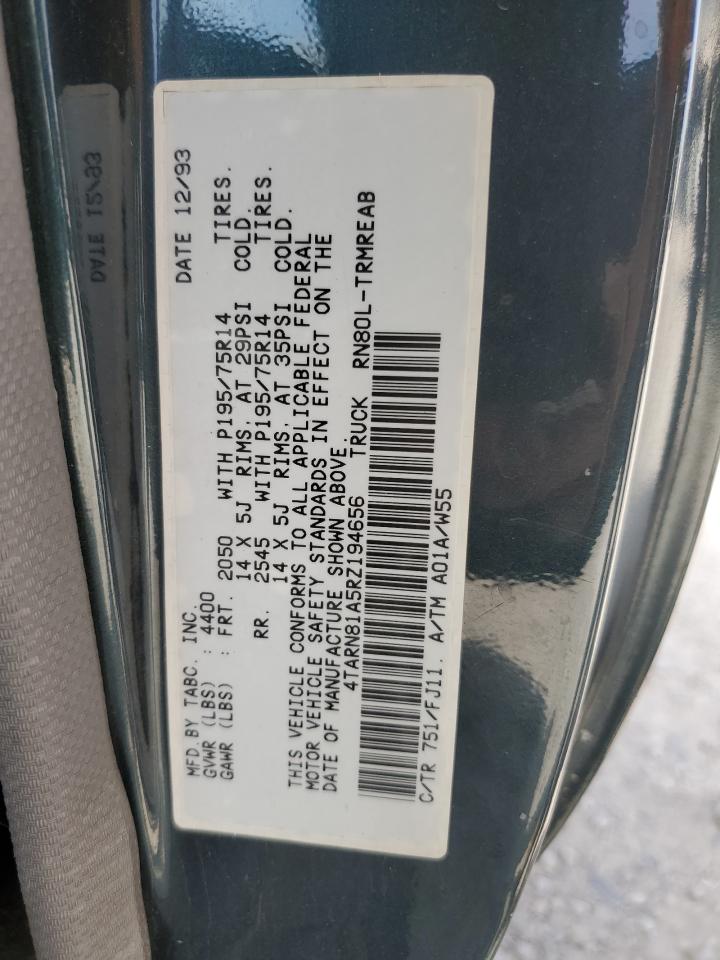 MFD.BY TABC. INC. DATE 12/93
GVWR (LBS) : 4400
GAWR (LBS) : FRT. 2050 WITH P195/75R14 TIRES.
14 X 5J RIMS, AT 29PSI COLD.
RR. 2545 WITH P195/75R14 TIRES.
14 X 5J RIMS, AT 35PSI COLD.
THIS VEHICLE CONFORMS TO ALL APPLICABLE FEDERAL
MOTOR VEHICLE SAFETY STANDARDS IN EFFECT ON THE
DATE OF MANUFACTURE SHOWN ABOVE.
4TARN81A5RZ194656 TRUCK RN80L-TRMREAB
C/TR 751/FJ11. A/TM A01A/W55